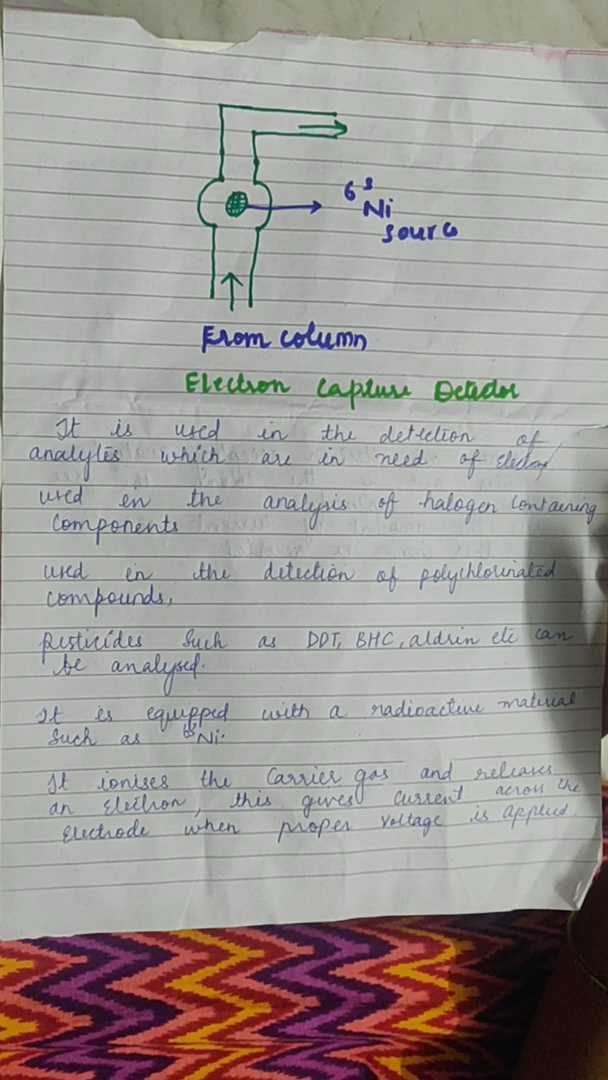 6s
Ni
Sourc
From column
Electron Capture Detector
It is used in the detection of
analytes which are in need of
used in the analysis of halogen containing
Components
used in the detection of polychlorinated
compounds,
pesticides Such as DDT, BHC, aldrin etc can
be analysed.
It is equipped with a radioactive material
Such as Ni.
It ionises the Carrier gas and releases
an Electron, this gives Current across the
Electrode when proper Voltage is applied.